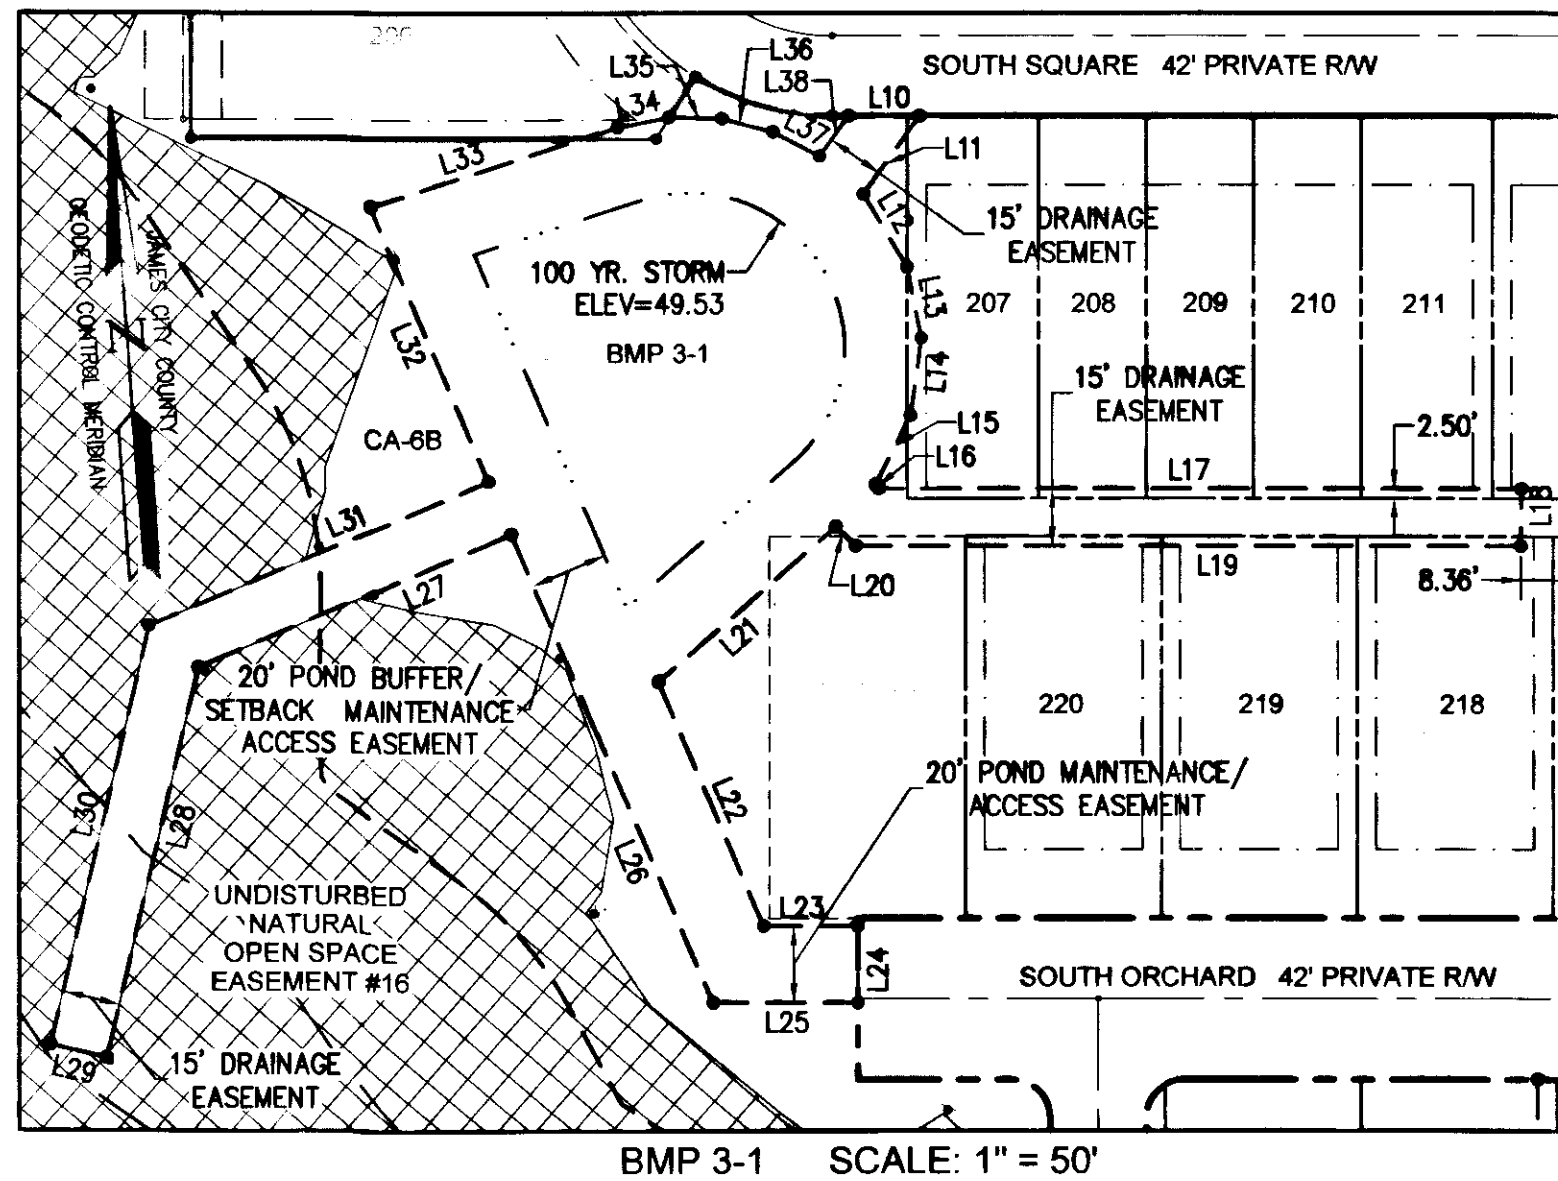 L35
L36
L38
L34
L10
SOUTH SQUARE 42' PRIVATE R/W
L37
L33
L11
L12
15' DRAINAGE
EASEMENT
100 YR. STORM
ELEV=49.53
BMP 3-1
JAMES CITY COUNTY
GEODETIC CONTROL MERIDIAN
L13
207
208
209
210
211
L32
L14
15' DRAINAGE
EASEMENT
CA-6B
L15
2.50'
L16
L17
L18
L31
L27
L20
L19
8.36'
L21
20' POND BUFFER/
SETBACK MAINTENANCE
ACCESS EASEMENT
220
219
218
L22
20' POND MAINTENANCE/
ACCESS EASEMENT
L30
L28
L26
UNDISTURBED
NATURAL
OPEN SPACE
EASEMENT #16
L23
L24
SOUTH ORCHARD 42' PRIVATE R/W
L25
L29
15' DRAINAGE
EASEMENT
BMP 3-1 SCALE: 1" = 50'